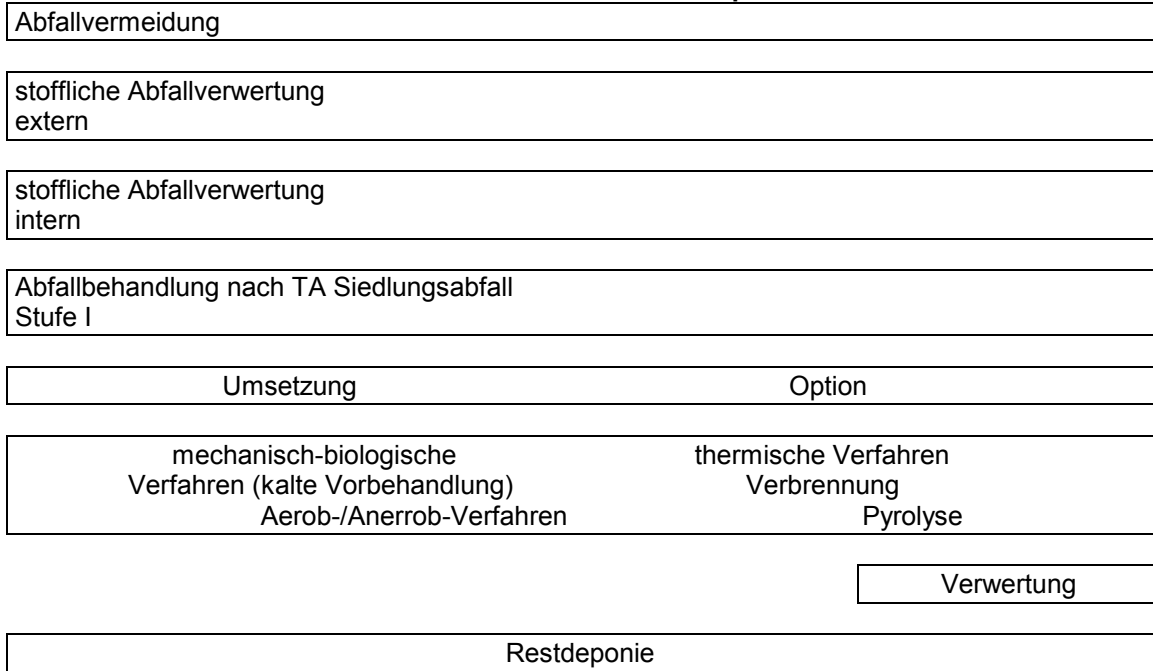 Abfallvermeidung
stoffliche Abfallverwertung
extern
stoffliche Abfallverwertung
intern
Abfallbehandlung nach TA Siedlungsabfall
Stufe I
Umsetzung Option
mechanisch-biologische thermische Verfahren
Verfahren (kalte Vorbehandlung) Verbrennung
Aerob-/Anerrob-Verfahren Pyrolyse
Verwertung
Restdeponie